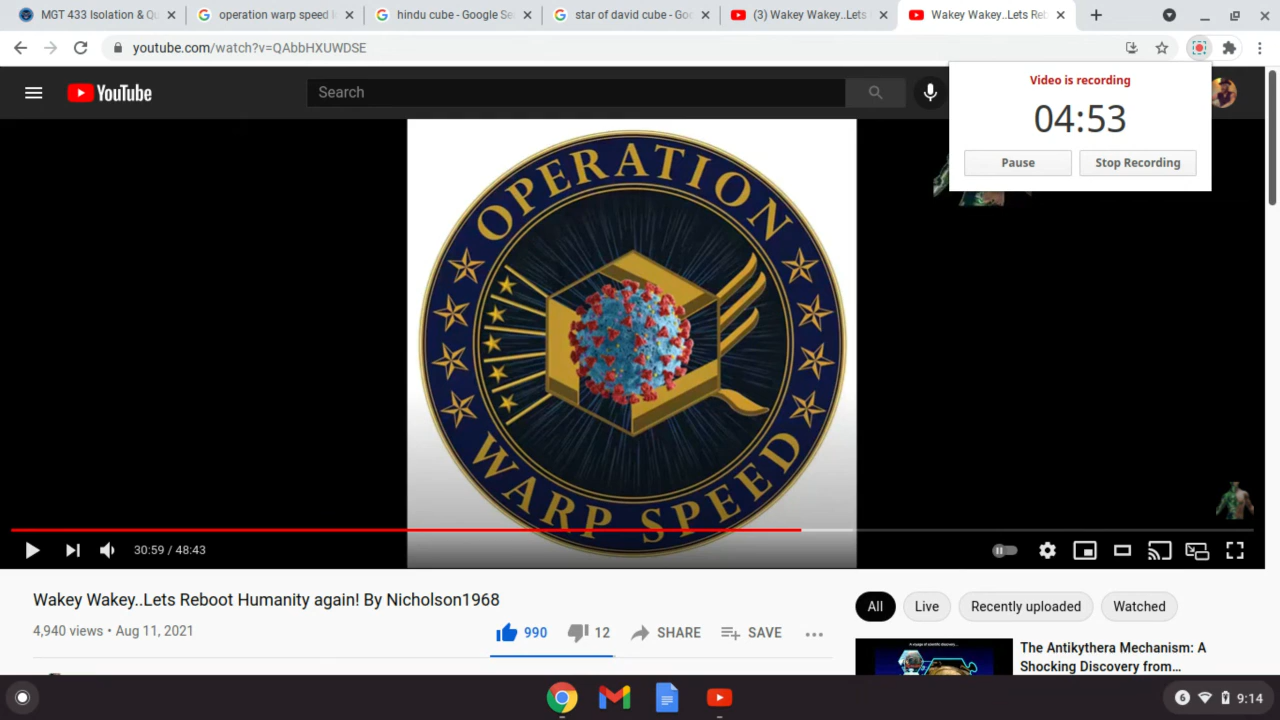 MGT 433 Isolation & Qu
operation warp speed l
hindu cube - Google Se
star of david cube - Goo
(3) Wakey Wakey..Lets
Wakey Wakey..Lets Reb
youtube.com/watch?v=QAbbHXUWDSE
Video is recording
04:53
Pause
Stop Recording
YouTube
Search
OPERATION
WARP SPEED
30:59 / 48:43
Wakey Wakey..Lets Reboot Humanity again! By Nicholson1968
4,940 views • Aug 11, 2021
990
12
SHARE
SAVE
All
Live
Recently uploaded
Watched
The Antikythera Mechanism: A
Shocking Discovery from…
6
9:14